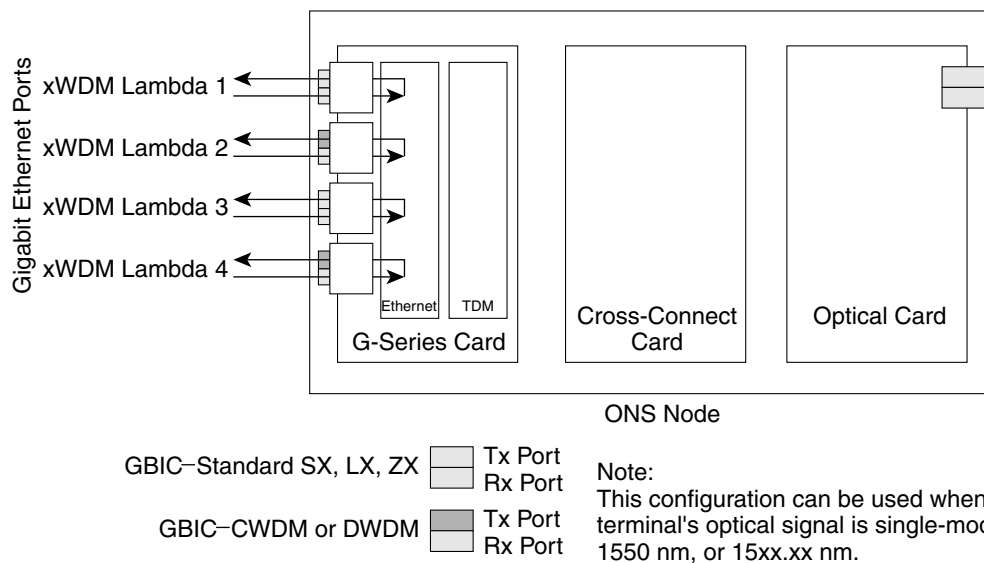 Gigabit Ethernet Ports
xWDM Lambda 1
xWDM Lambda 2
xWDM Lambda 3
xWDM Lambda 4
Ethernet
TDM
G-Series Card
Cross-Connect
Card
Optical Card
ONS Node
GBIC–Standard SX, LX, ZX
Tx Port
Rx Port
GBIC–CWDM or DWDM
Tx Port
Rx Port
Note:
This configuration can be used when
terminal's optical signal is
1550 nm, or 15xx.xx nm.